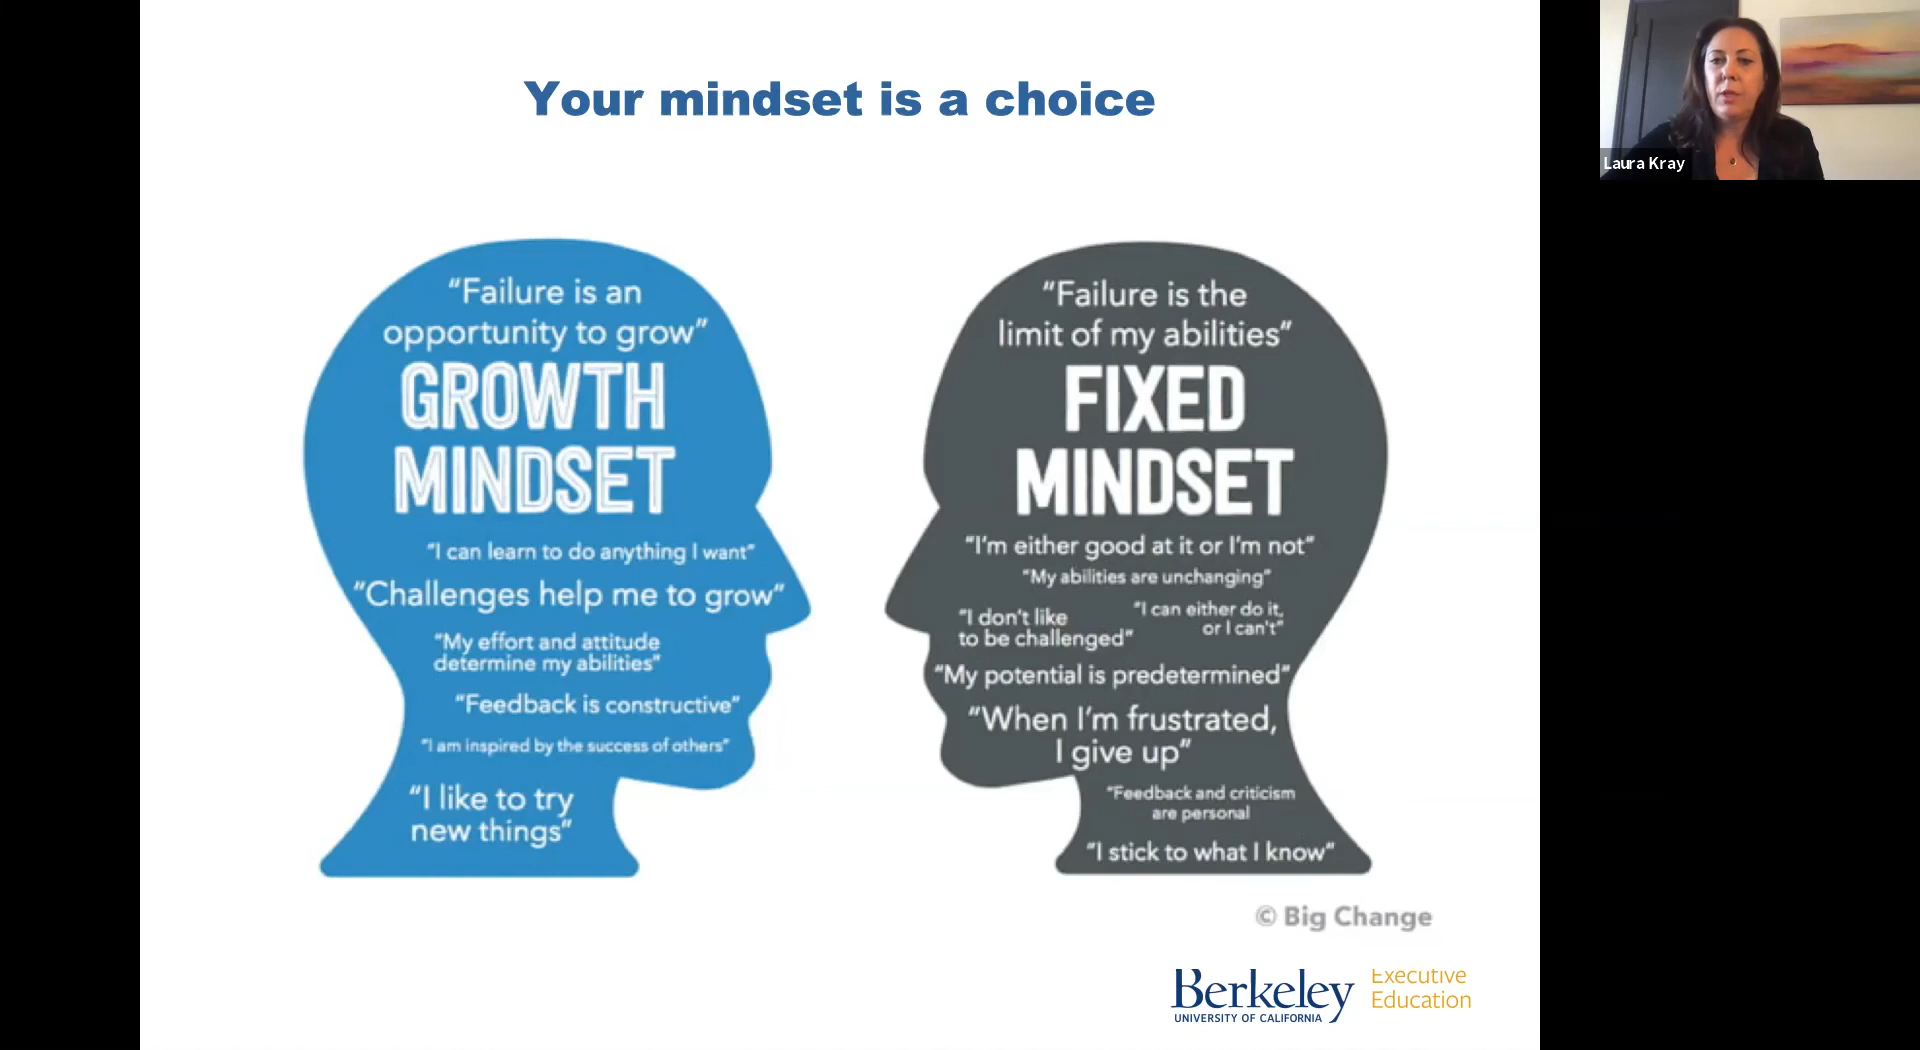 Your mindset is a choice
Laura Kray
“Failure is an
opportunity to grow”
GROWTH
MINDSET
“I can learn to do anything I want”
“Challenges help me to grow”
“My effort and attitude
determine my abilities”
“Feedback is constructive”
“I am inspired by the success of others”
“I like to try
new things”
“Failure is the
limit of my abilities”
FIXED
MINDSET
“I’m either good at it or I’m not”
“My abilities are unchanging”
“I don’t like
to be challenged”
“I can either do it,
or I can’t”
“My potential is predetermined”
“When I’m frustrated,
I give up”
“Feedback and criticism
are personal
“I stick to what I know”
© Big Change
Berkeley
UNIVERSITY OF CALIFORNIA
Executive
Education